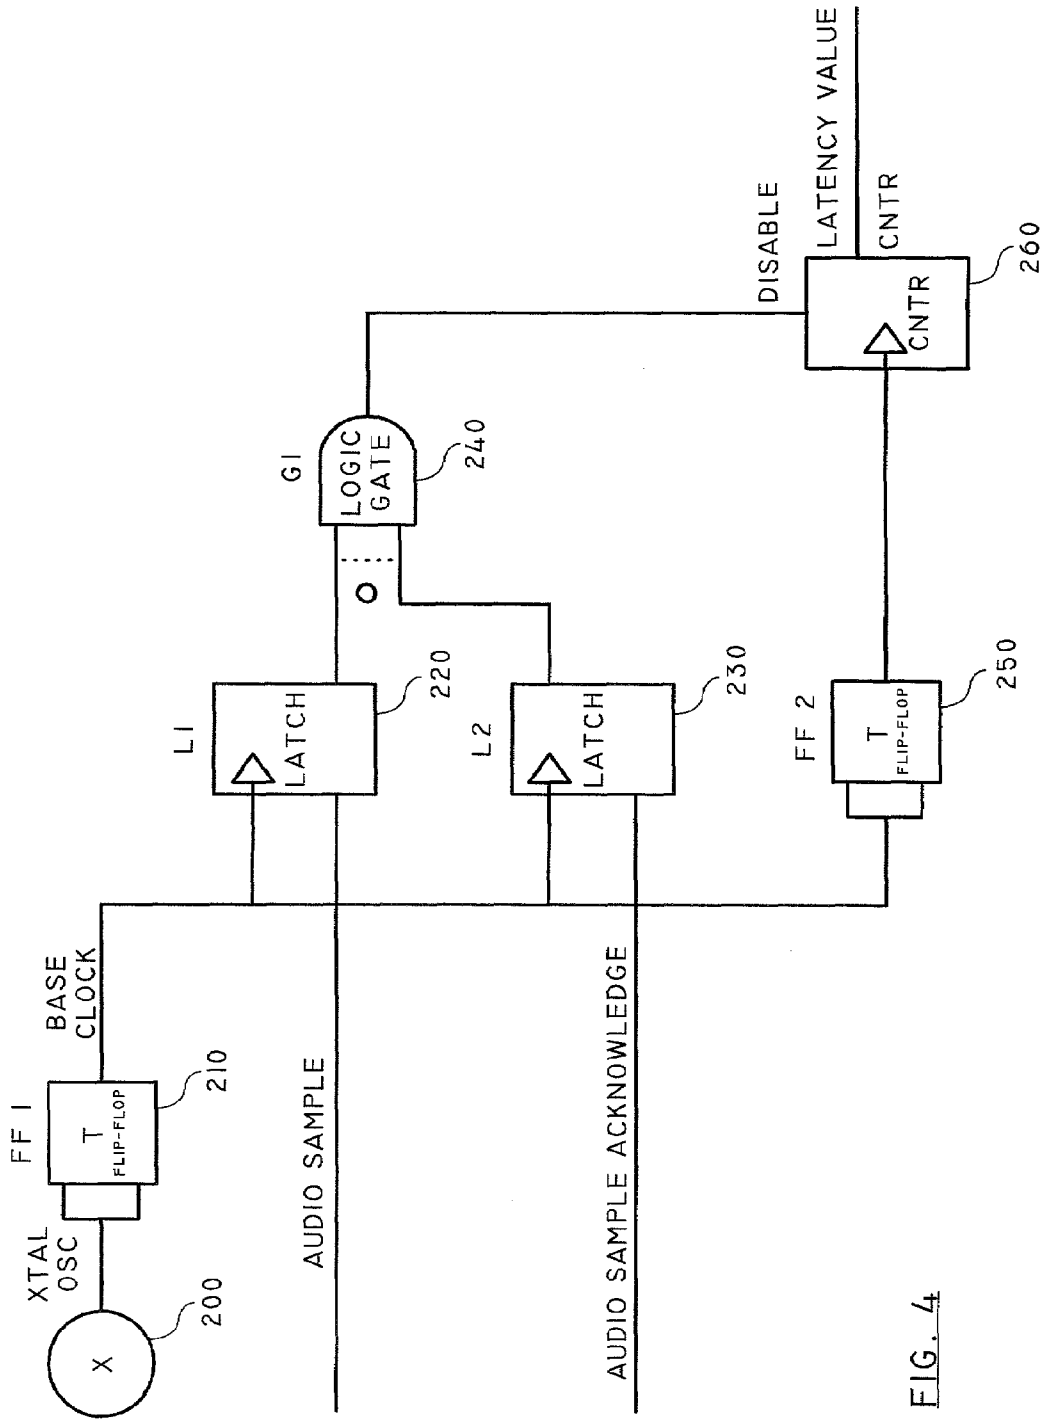 XTAL
OSC
X
200
FF 1
T
FLIP-FLOP
210
BASE
CLOCK
AUDIO SAMPLE
AUDIO SAMPLE ACKNOWLEDGE
L1
LATCH
220
L2
LATCH
230
FF 2
T
FLIP-FLOP
250
G1
LOGIC
GATE
240
DISABLE
LATENCY VALUE
CNTR
CNTR
260
FIG. 4